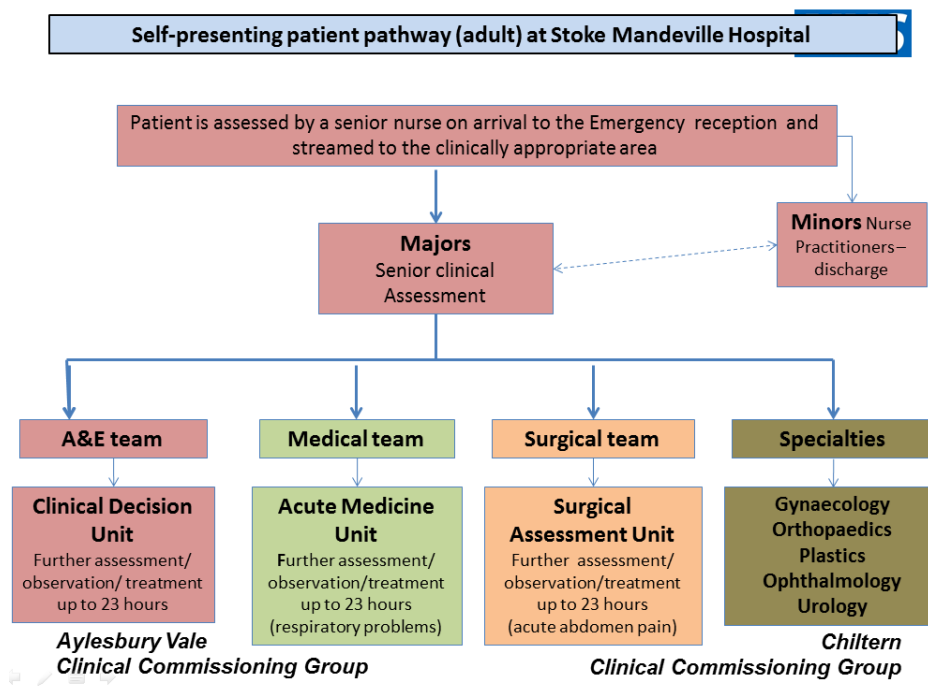 Self-presenting patient pathway (adult) at Stoke Mandeville Hospital
S
Patient is assessed by a senior nurse on arrival to the Emergency reception and
streamed to the clinically appropriate area
Majors
Senior clinical
Assessment
Minors Nurse
Practitioners–
discharge
A&E team
Medical team
Surgical team
Specialties
Clinical Decision
Unit
Further assessment/
observation/ treatment
up to 23 hours
Acute Medicine
Unit
Further assessment/
observation/treatment
up to 23 hours
(respiratory problems)
Surgical
Assessment Unit
Further assessment/
observation/treatment
up to 23 hours
(acute abdomen pain)
Gynaecology
Orthopaedics
Plastics
Ophthalmology
Urology
Aylesbury Vale
Clinical Commissioning Group
Chiltern
Clinical Commissioning Group